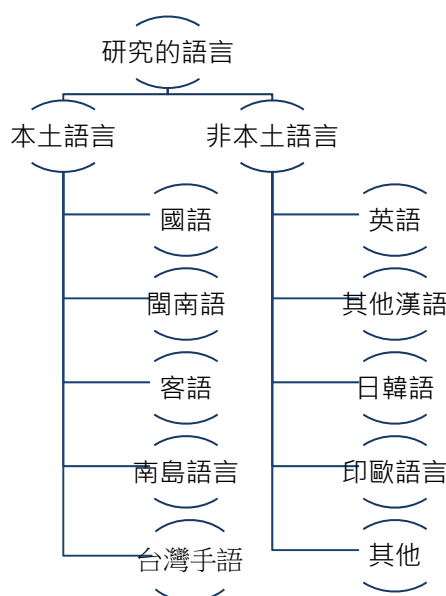 研究的語言
本土語言
非本土語言
國語
閩南語
客語
南島語言
台灣手語
英語
其他漢語
日韓語
印歐語言
其他